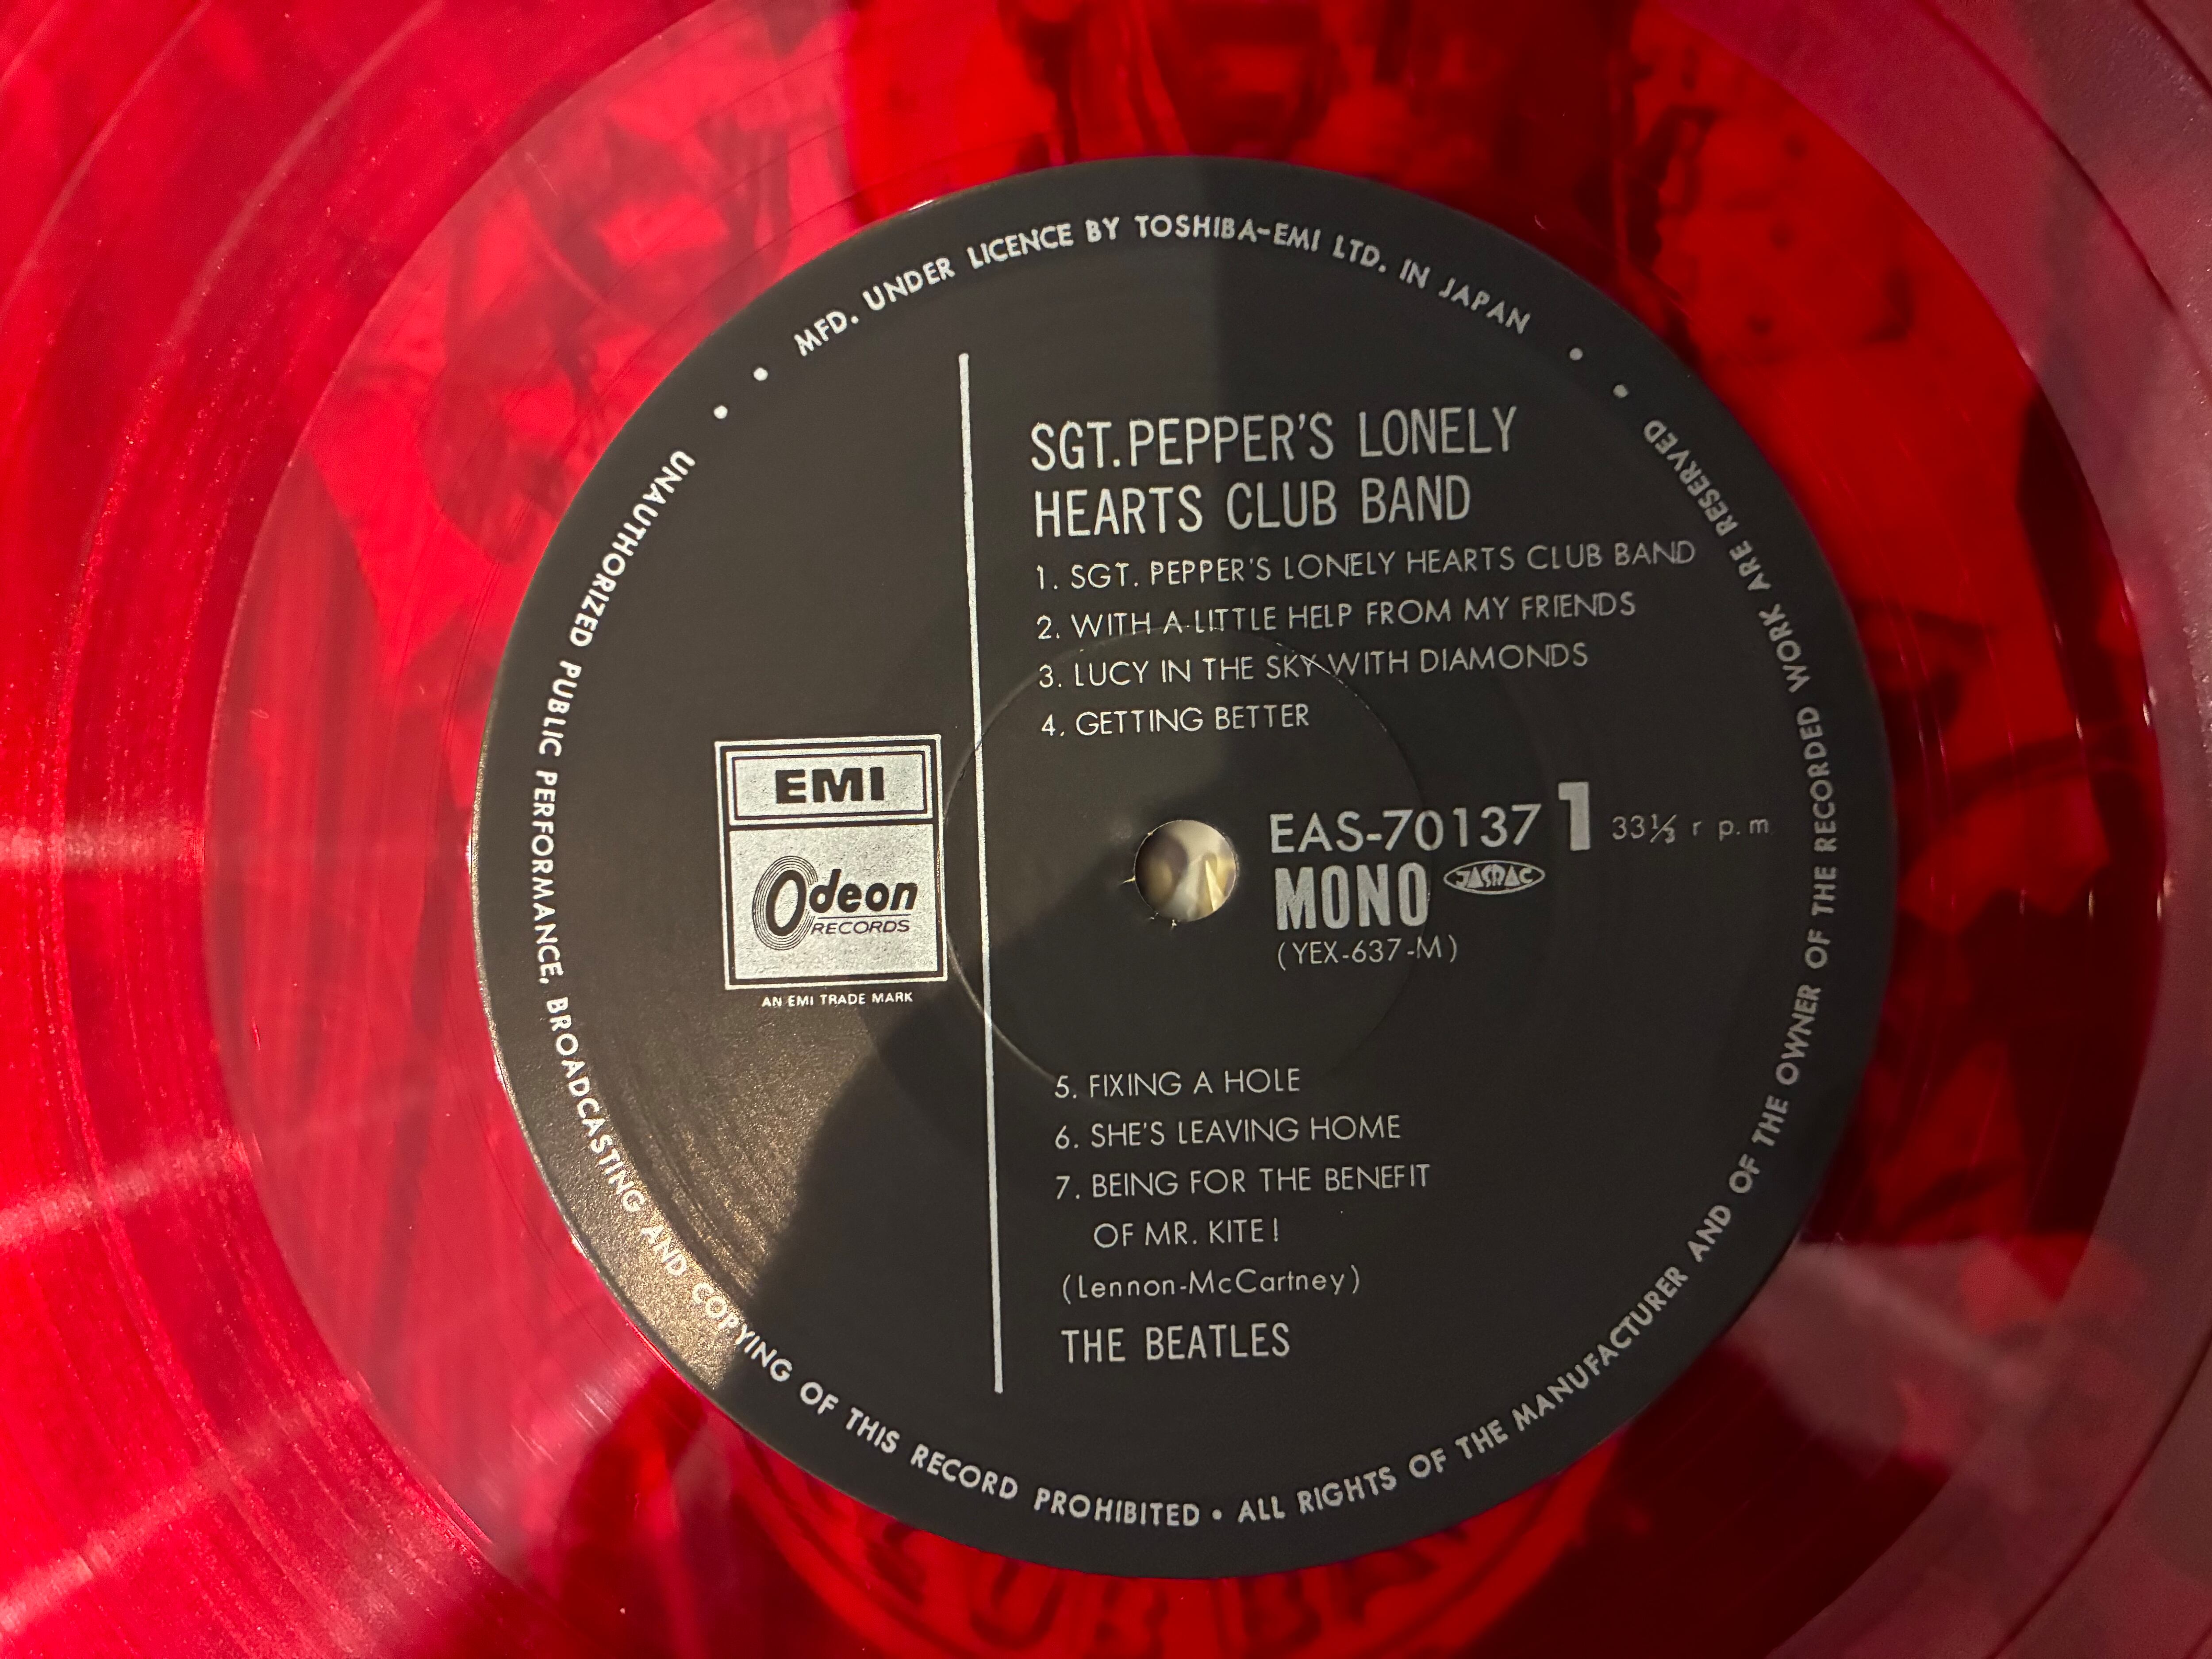 MFD. UNDER LICENCE BY TOSHIBA-EMI LTD. IN JAPAN
SGT. PEPPER'S LONELY
HEARTS CLUB BAND
1. SGT. PEPPER'S LONELY HEARTS CLUB BAND
2. WITH A LITTLE HELP FROM MY FRIENDS
3. LUCY IN THE SKY WITH DIAMONDS
4. GETTING BETTER
EMI
Odeon
RECORDS
AN EMI TRADE MARK
EAS-70137 1 33⅓ r p.m
MONO JASRAC
(YEX-637-M)
5. FIXING A HOLE
6. SHE'S LEAVING HOME
7. BEING FOR THE BENEFIT
OF MR. KITE!
(Lennon-McCartney)
THE BEATLES
UNAUTHORIZED PUBLIC PERFORMANCE, BROADCASTING AND COPYING OF THIS RECORD PROHIBITED • ALL RIGHTS OF THE MANUFACTURER AND OF THE OWNER OF THE RECORDED WORK ARE RESERVED